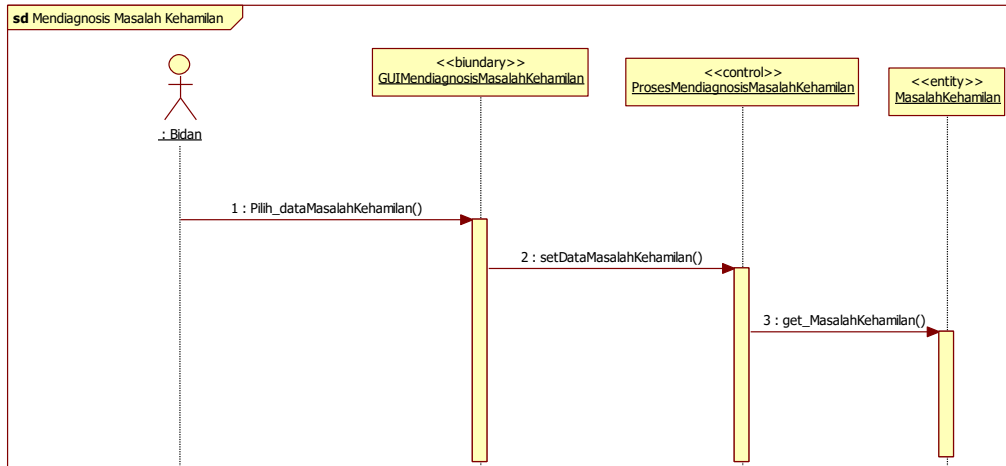 sd Mendiagnosis Masalah Kehamilan
<<biundary>>
GUIMendiagnosisMasalahKehamilan
<<control>>
ProsesMendiagnosisMasalahKehamilan
<<entity>>
MasalahKehamilan
: Bidan
1 : Pilih_dataMasalahKehamilan()
2 : setDataMasalahKehamilan()
3 : get_MasalahKehamilan()